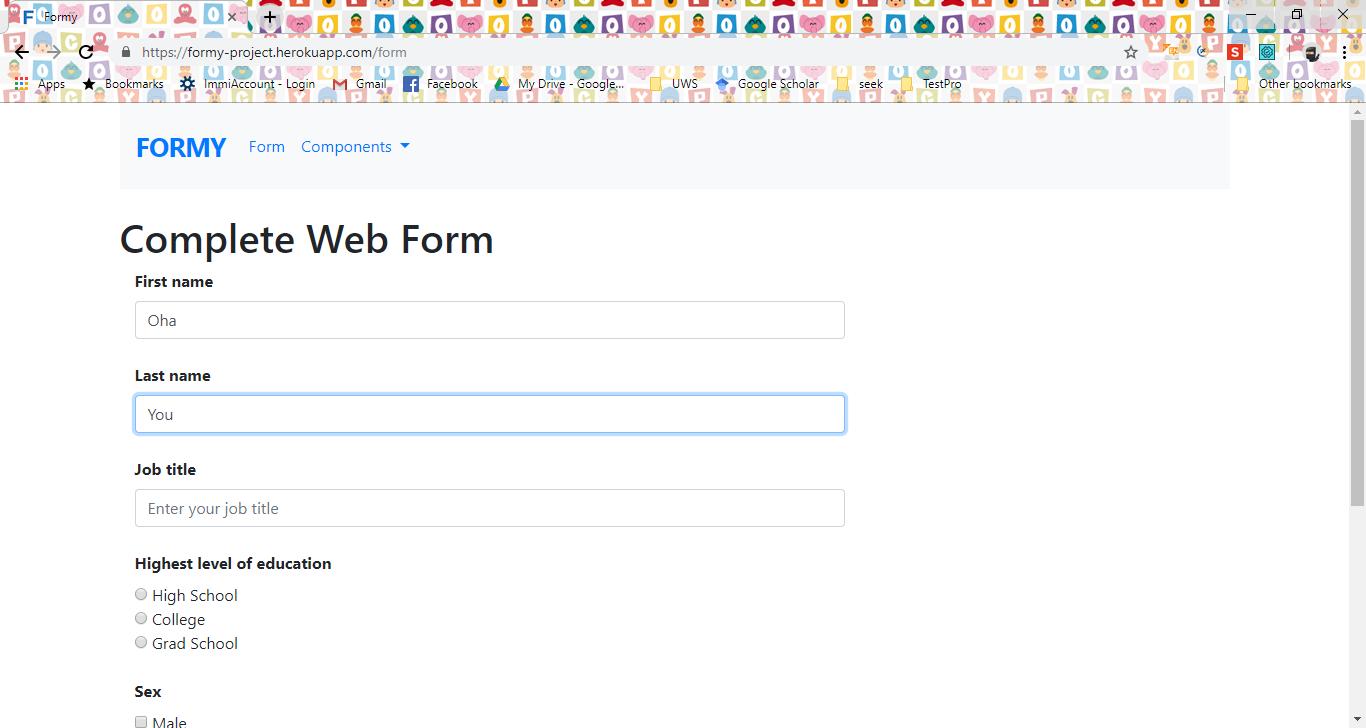 Formy
https://formy-project.herokuapp.com/form
Apps Bookmarks ImmiAccount - Login Gmail Facebook My Drive - Google... UWS Google Scholar seek TestPro Other bookmarks
FORMY Form Components
Complete Web Form
First name
Oha
Last name
You
Job title
Enter your job title
Highest level of education
High School
College
Grad School
Sex
Male